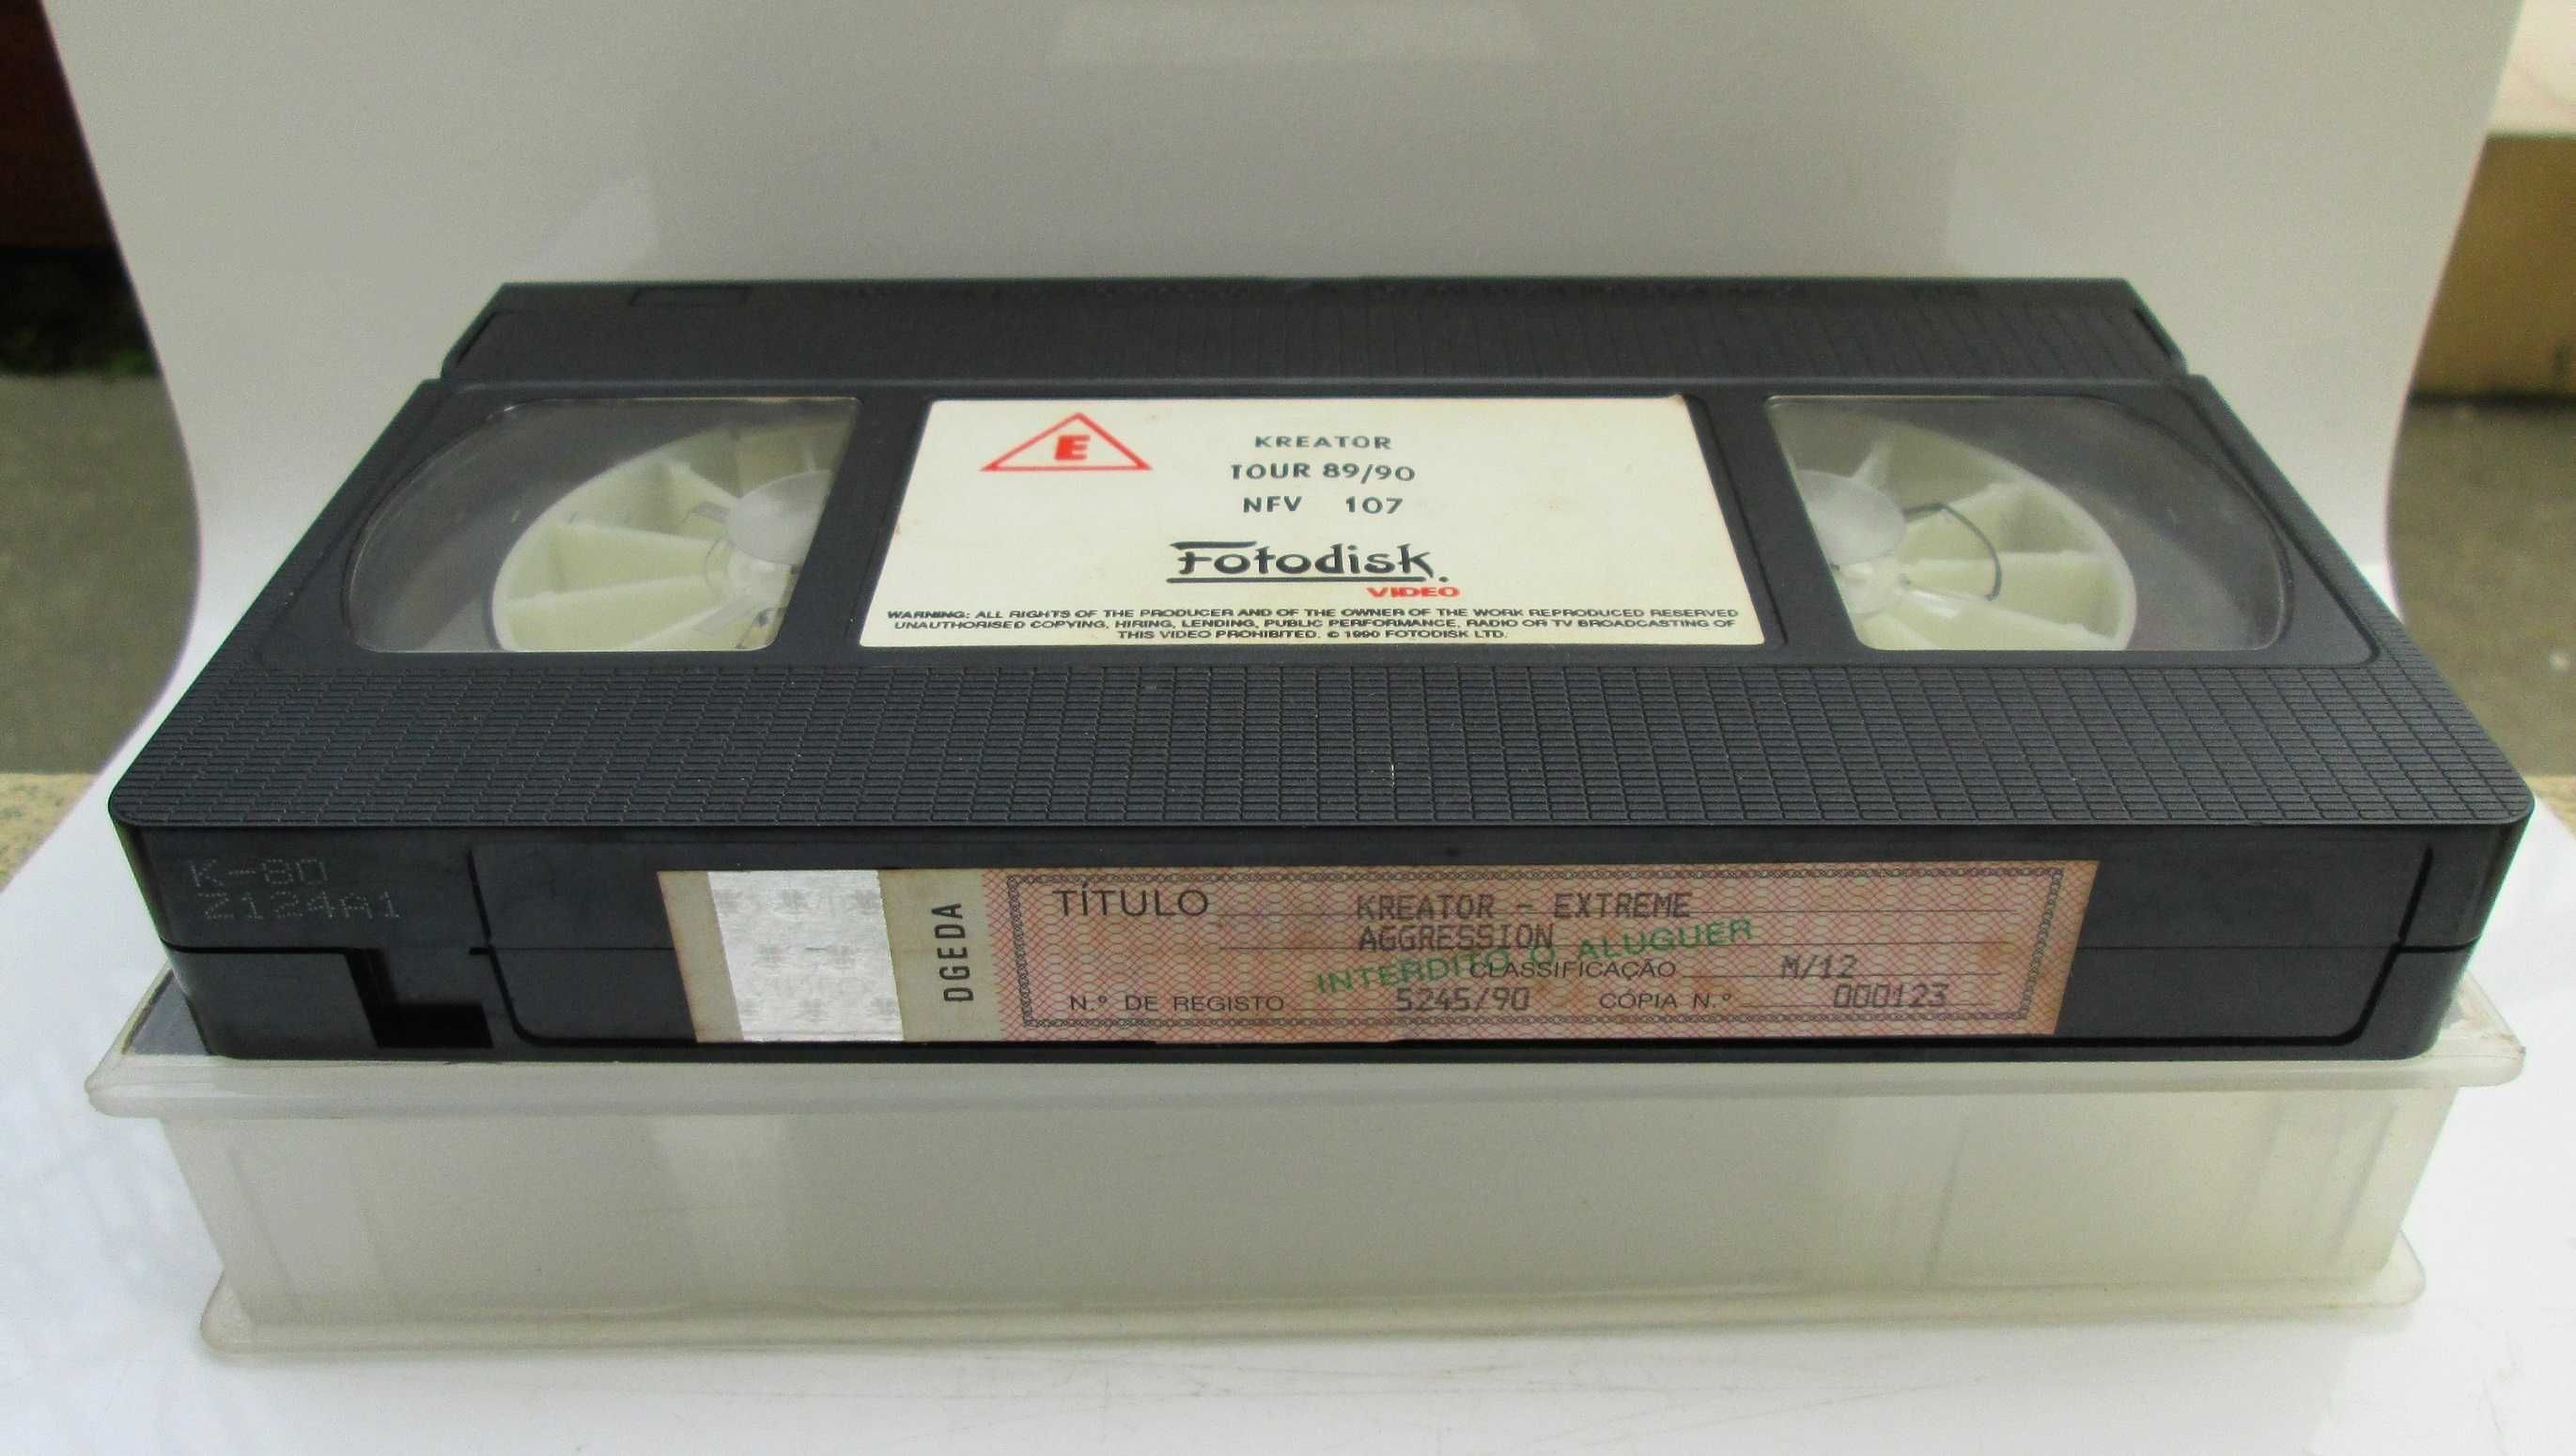 E
KREATOR
TOUR 89/90
NFV 107
Fotodisk.
VIDEO
WARNING: ALL RIGHTS OF THE PRODUCER AND OF THE OWNER OF THE WORK REPRODUCED RESERVED
UNAUTHORISED COPYING, HIRING, LENDING, PUBLIC PERFORMANCE, RADIO OR TV BROADCASTING OF
THIS VIDEO PROHIBITED. © 1990 FOTODISK LTD.
K-80
Z124A1
DGEDA
TÍTULO KREATOR - EXTREME
AGGRESSION
INTERDITO O ALUGUER
CLASSIFICAÇÃO M/12
N.º DE REGISTO 5245/90 CÓPIA N.º 000123